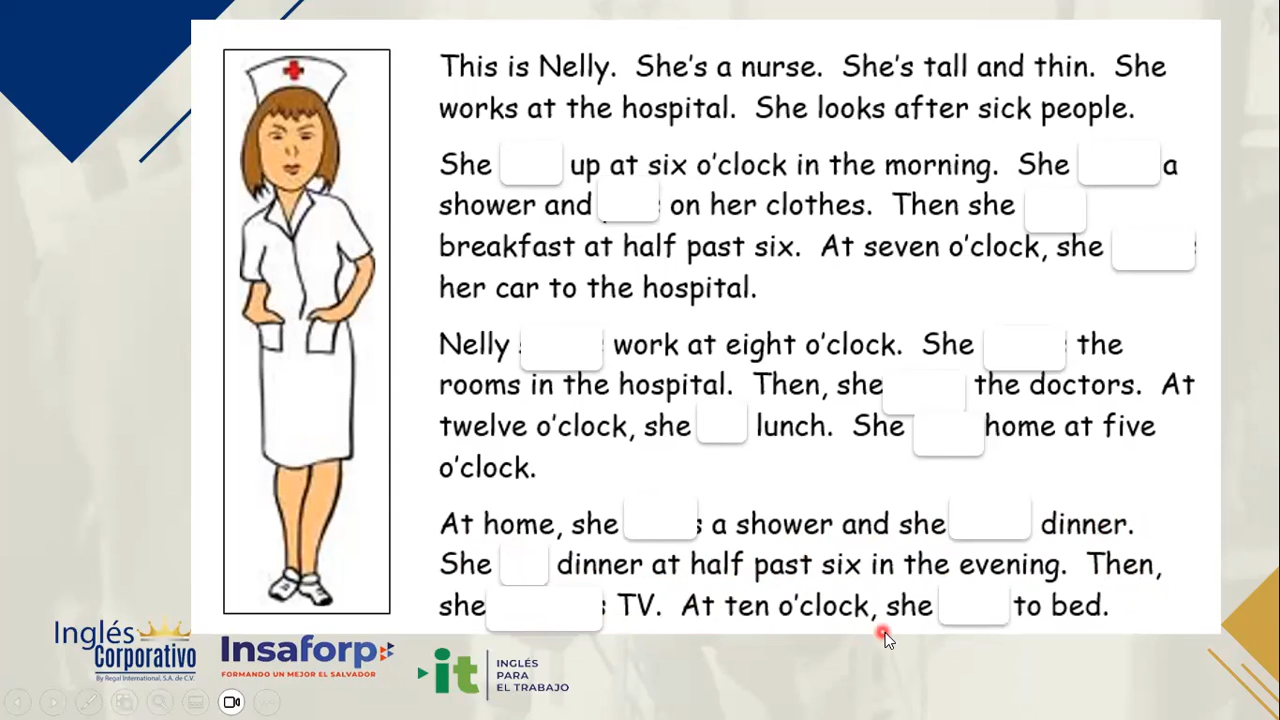 This is Nelly. She's a nurse. She's tall and thin. She
works at the hospital. She looks after sick people.
She up at six o'clock in the morning. She a
shower and on her clothes. Then she
breakfast at half past six. At seven o'clock, she
her car to the hospital.
Nelly work at eight o'clock. She the
rooms in the hospital. Then, she the doctors. At
twelve o'clock, she lunch. She home at five
o'clock.
At home, she s a shower and she dinner.
She dinner at half past six in the evening. Then,
she s TV. At ten o'clock, she to bed.
Inglés
Corporativo
By Regal International, S.A. de C.V.
Insaforp
FORMANDO UN MEJOR EL SALVADOR
it
INGLÉS
PARA
EL TRABAJO